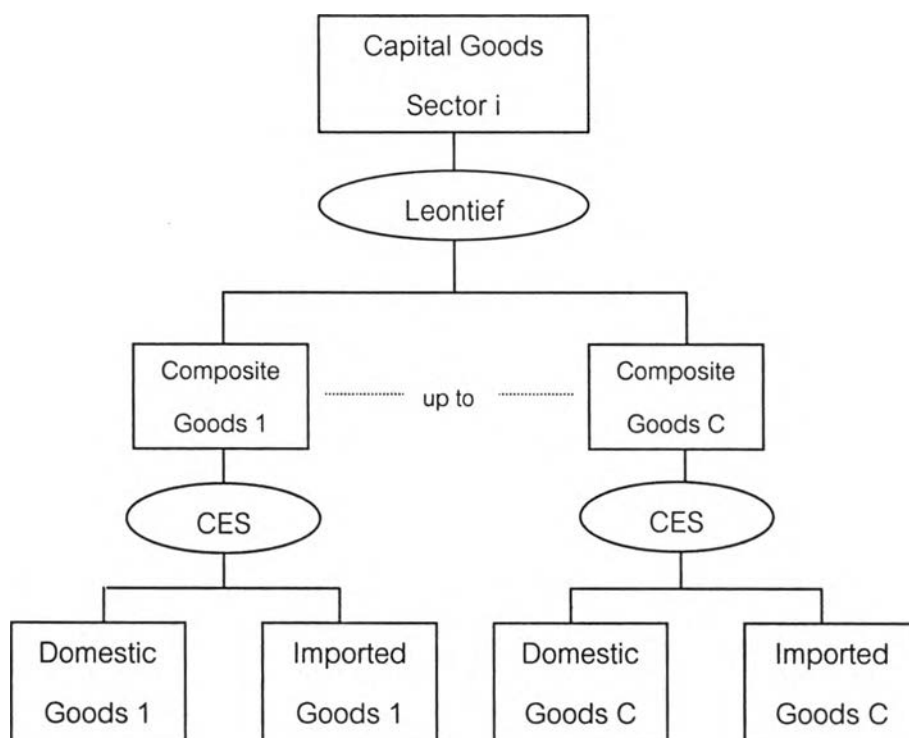 Capital Goods
Sector i
Leontief
Composite
Goods 1
up to
Composite
Goods C
CES
CES
Domestic
Goods 1
Imported
Goods 1
Domestic
Goods C
Imported
Goods C